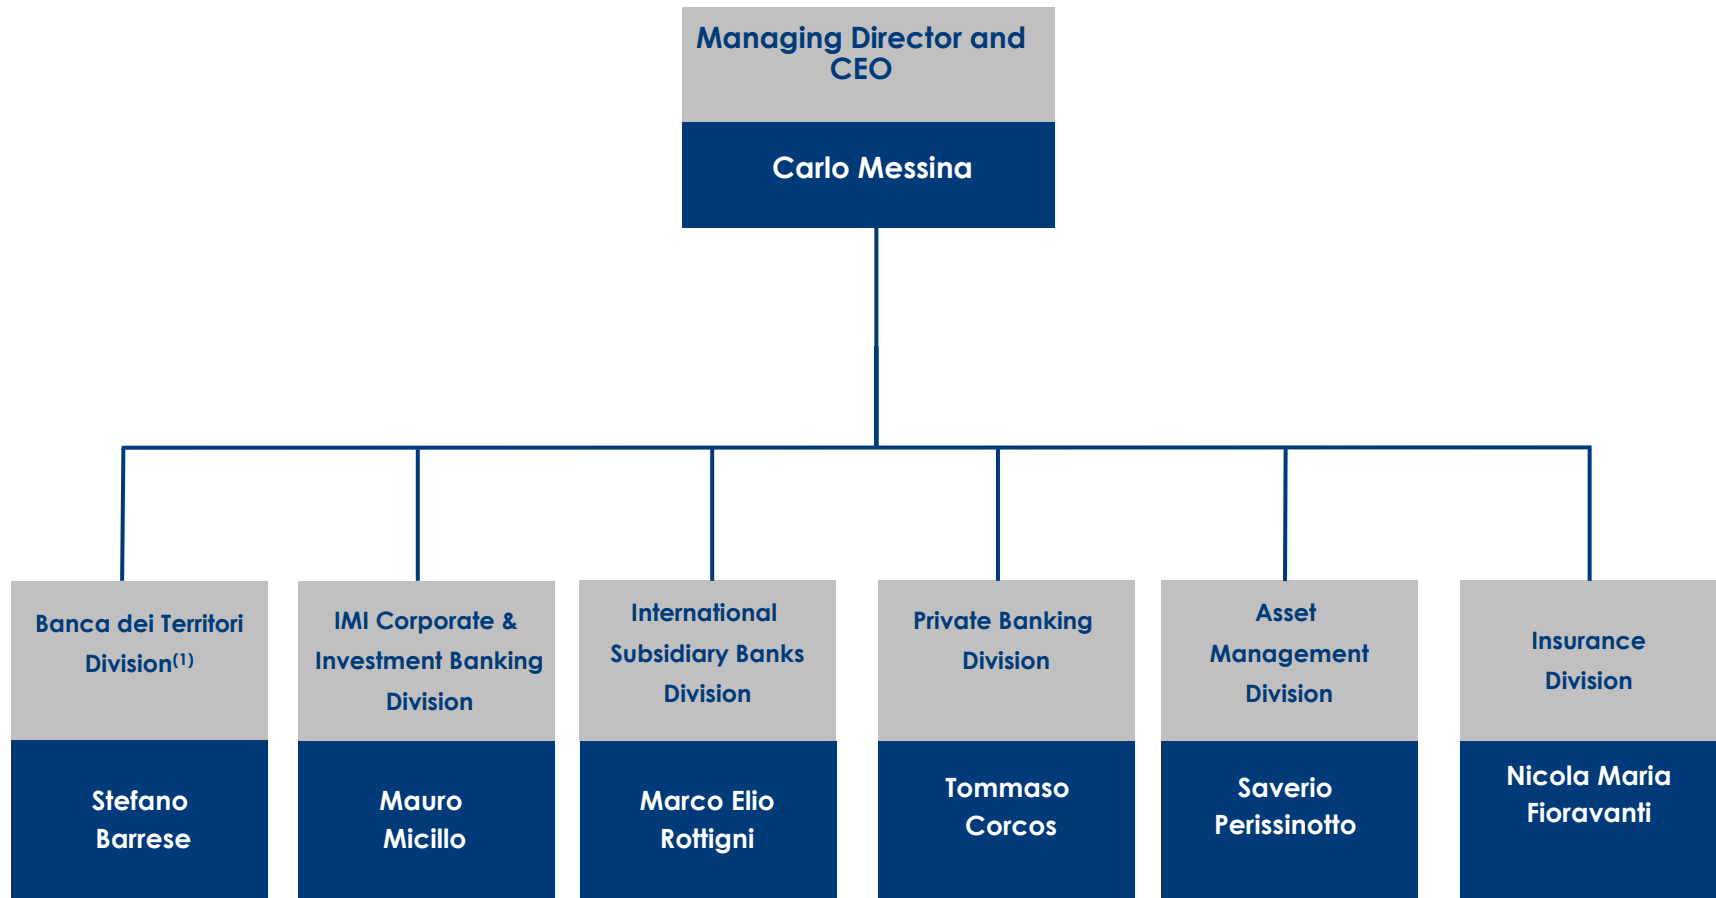 Managing Director and
CEO
Carlo Messina
Banca dei Territori
Division(1)
Stefano
Barrese
IMI Corporate &
Investment Banking
Division
Mauro
Micillo
International
Subsidiary Banks
Division
Marco Elio
Rottigni
Private Banking
Division
Tommaso
Corcos
Asset
Management
Division
Saverio
Perissinotto
Insurance
Division
Nicola Maria
Fioravanti